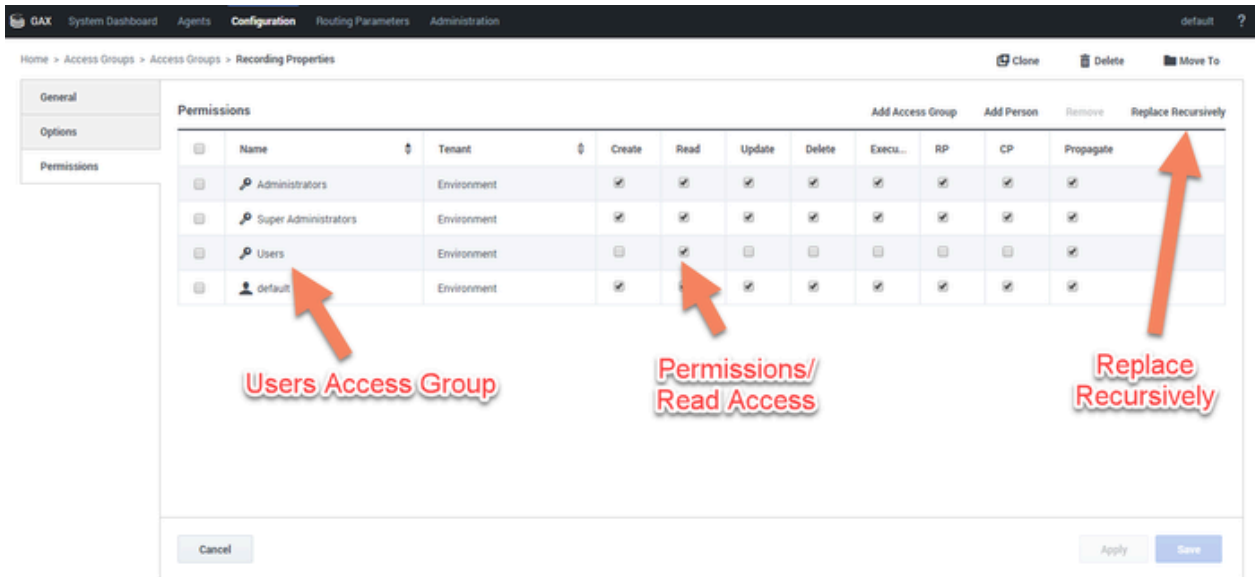 GAX System Dashboard Agents Configuration Routing Parameters Administration default ?
Home > Access Groups > Access Groups > Recording Properties Clone Delete Move To
General
Options
Permissions
Permissions Add Access Group Add Person Remove Replace Recursively
Name Tenant Create Read Update Delete Execu... RP CP Propagate
Administrators Environment
Super Administrators Environment
Users Environment
default Environment
Users Access Group
Permissions/
Read Access
Replace
Recursively
Cancel Apply Save